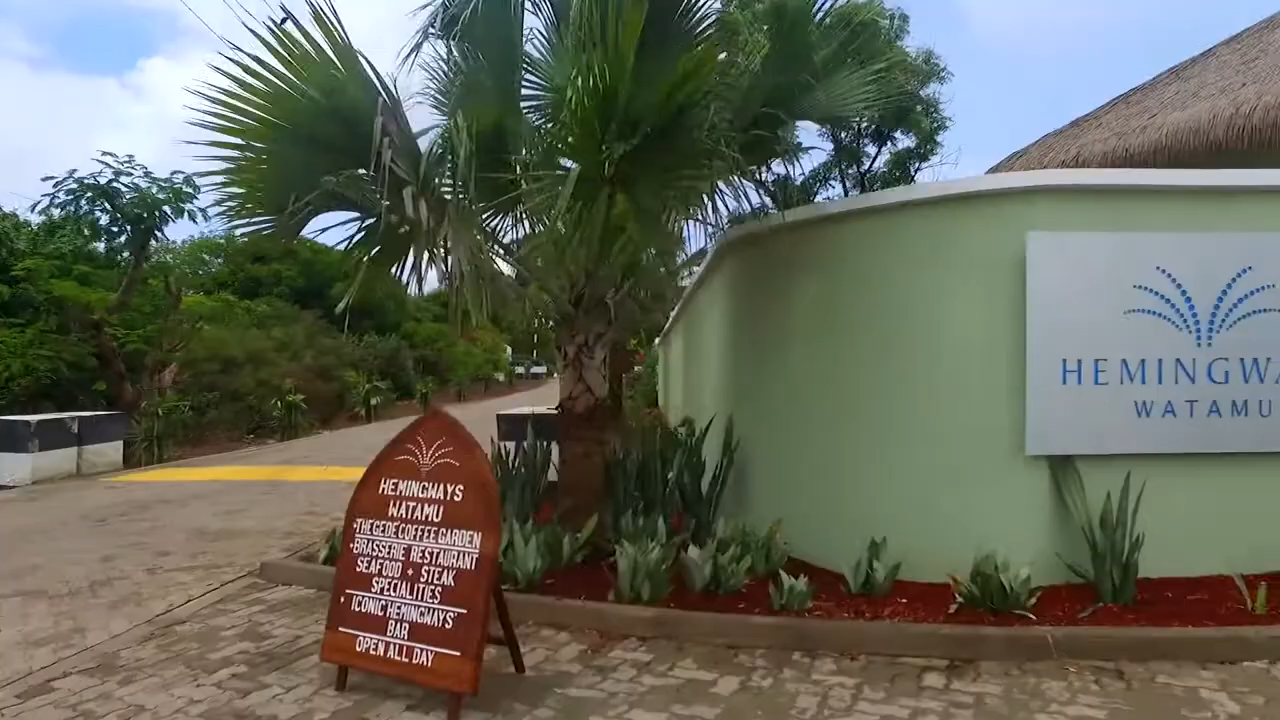 HEMINGWAYS
WATAMU
•THE'GEDE'COFFEE GARDEN
•BRASSERIE RESTAURANT
SEAFOOD + STEAK
SPECIALITIES
• ICONIC'HEMINGWAYS'
BAR
OPEN ALL DAY
HEMINGWA
WATAMU